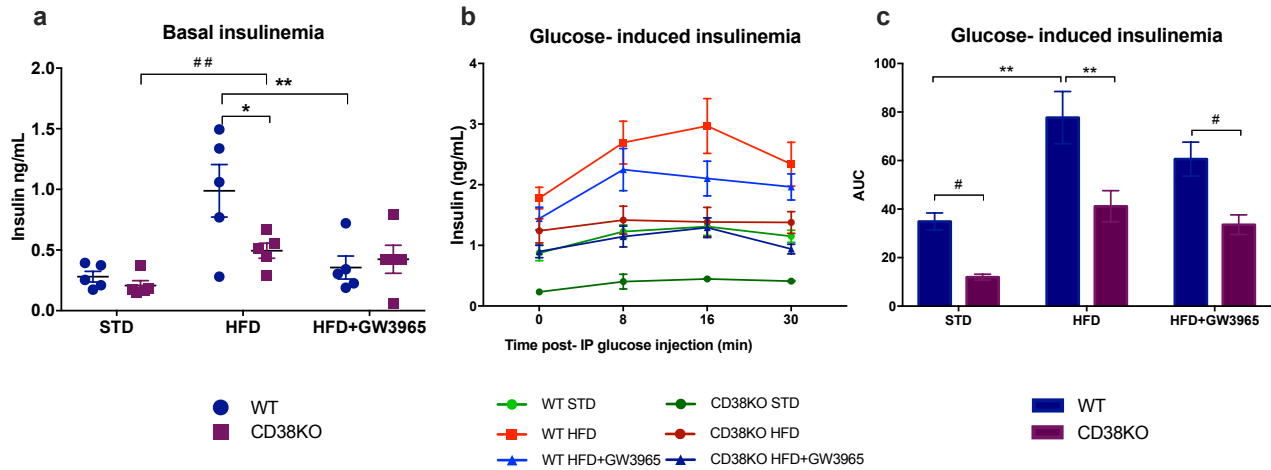 a
Basal insulinemia
Insulin ng/mL
2.0
1.5
1.0
0.5
0.0
# #
**
*
STD
HFD
HFD+GW3965
WT
CD38KO
b
Glucose- induced insulinemia
Insulin (ng/mL)
4
3
2
1
0
0
8
16
30
Time post- IP glucose injection (min)
WT STD
CD38KO STD
WT HFD
CD38KO HFD
WT HFD+GW3965
CD38KO HFD+GW3965
c
Glucose- induced insulinemia
AUC
100
80
60
40
20
0
**
**
#
#
STD
HFD
HFD+GW3965
WT
CD38KO